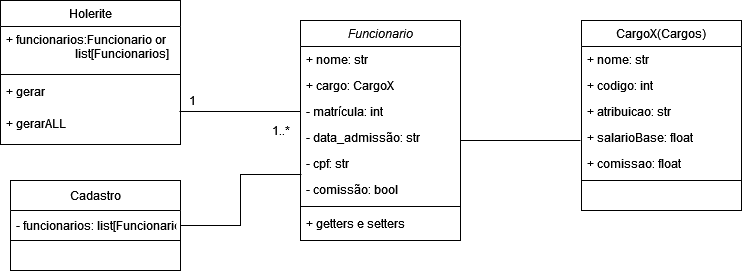 Holerite
+ funcionarios:Funcionario or
list[Funcionarios]
+ gerar
+ gerarALL
1
1..*
Funcionario
+ nome: str
+ cargo: CargoX
- matrícula: int
- data_admissão: str
- cpf: str
- comissão: bool
+ getters e setters
CargoX(Cargos)
+ nome: str
+ codigo: int
+ atribuicao: str
+ salarioBase: float
+ comissao: float
Cadastro
- funcionarios: list[Funcionario